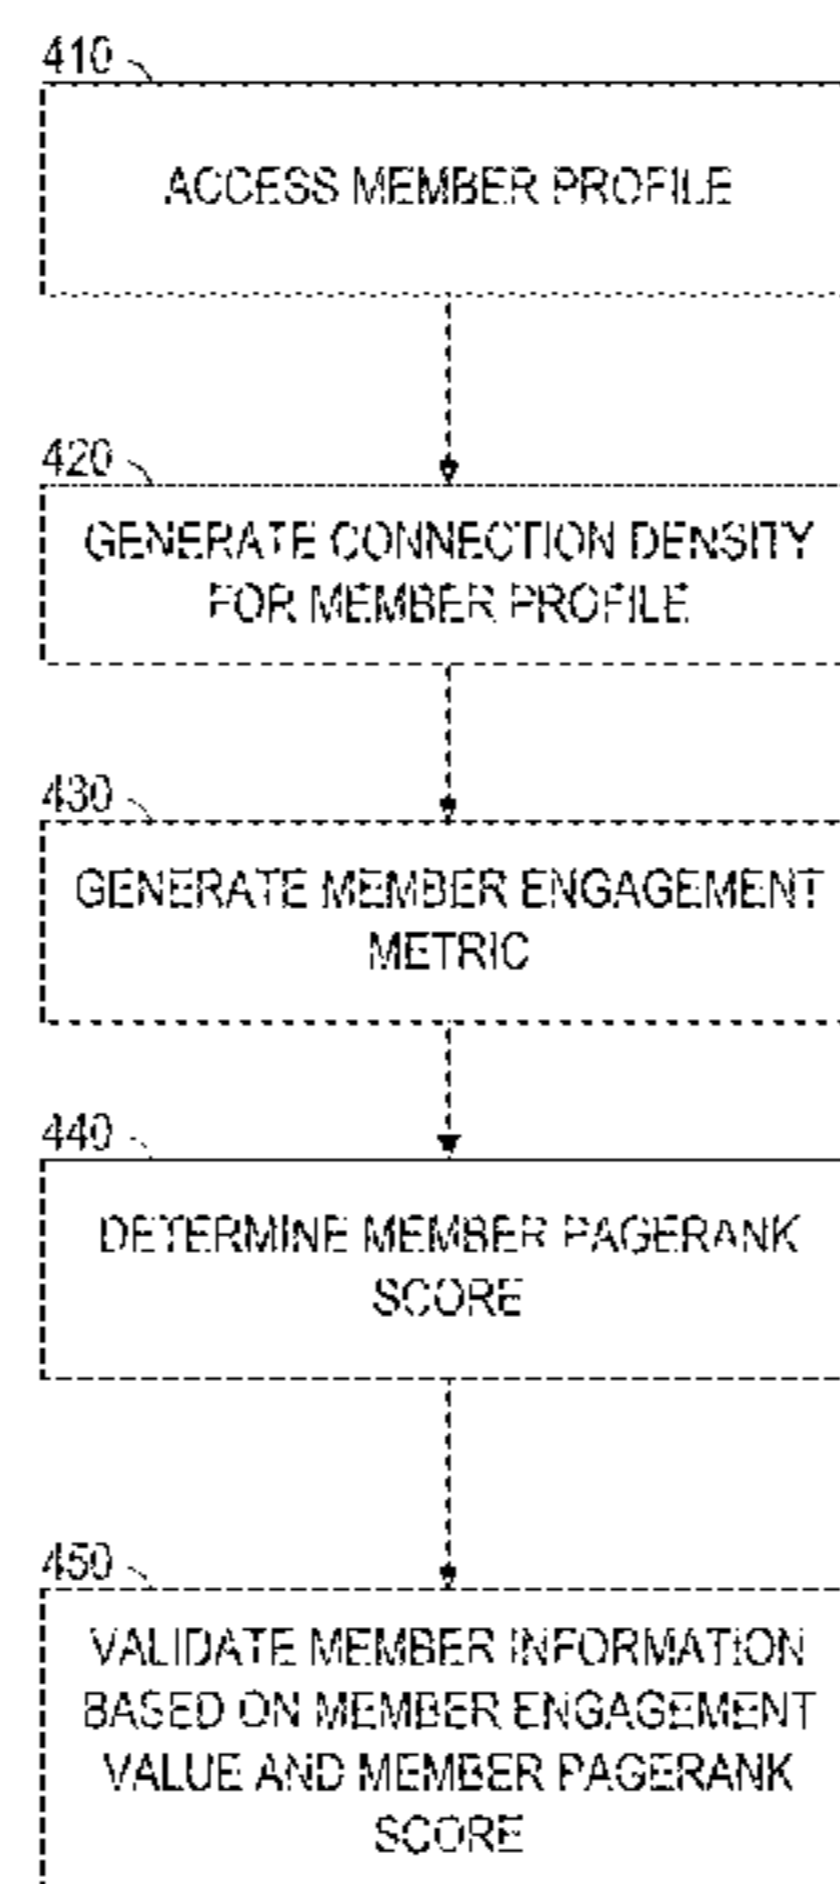 410
ACCESS MEMBER PROFILE
420
GENERATE CONNECTION DENSITY
FOR MEMBER PROFILE
430
GENERATE MEMBER ENGAGEMENT
METRIC
440
DETERMINE MEMBER PAGERANK
SCORE
450
VALIDATE MEMBER INFORMATION
BASED ON MEMBER ENGAGEMENT
VALUE AND MEMBER PAGERANK
SCORE